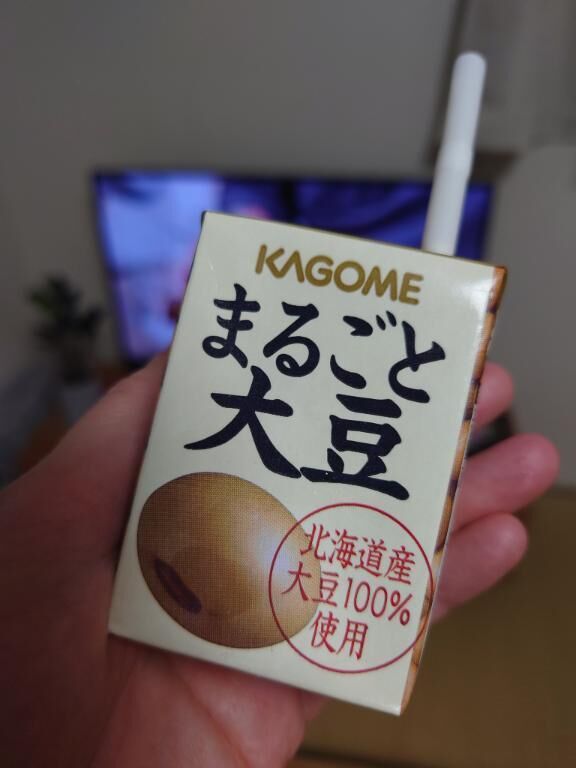 KAGOME
まるごと
大豆
北海道産
大豆100%
使用